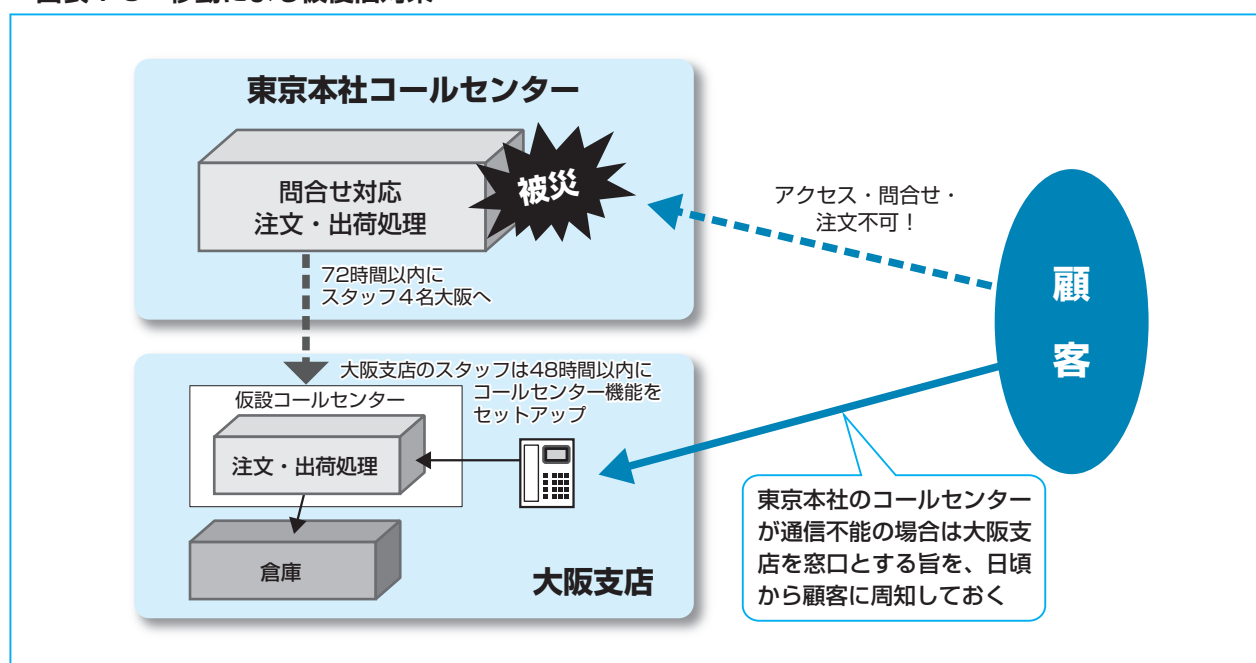 東京本社コールセンター
問合せ対応
注文・出荷処理
被災
アクセス・問合せ・
注文不可！
72時間以内に
スタッフ4名大阪へ
顧
客
大阪支店のスタッフは48時間以内に
コールセンター機能を
セットアップ
仮設コールセンター
注文・出荷処理
倉庫
大阪支店
東京本社のコールセンター
が通信不能の場合は大阪支
店を窓口とする旨を、日頃
から顧客に周知しておく